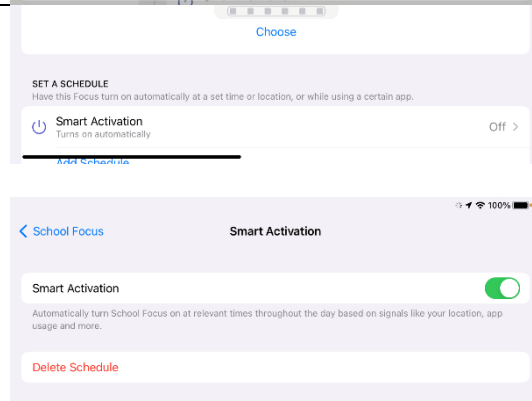 Choose
SET A SCHEDULE
Have this Focus turn on automatically at a set time or location, or while using a certain app.
Smart Activation
Turns on automatically
Off
Add Schedule
100%
School Focus
Smart Activation
Smart Activation
Automatically turn School Focus on at relevant times throughout the day based on signals like your location, app
usage and more.
Delete Schedule